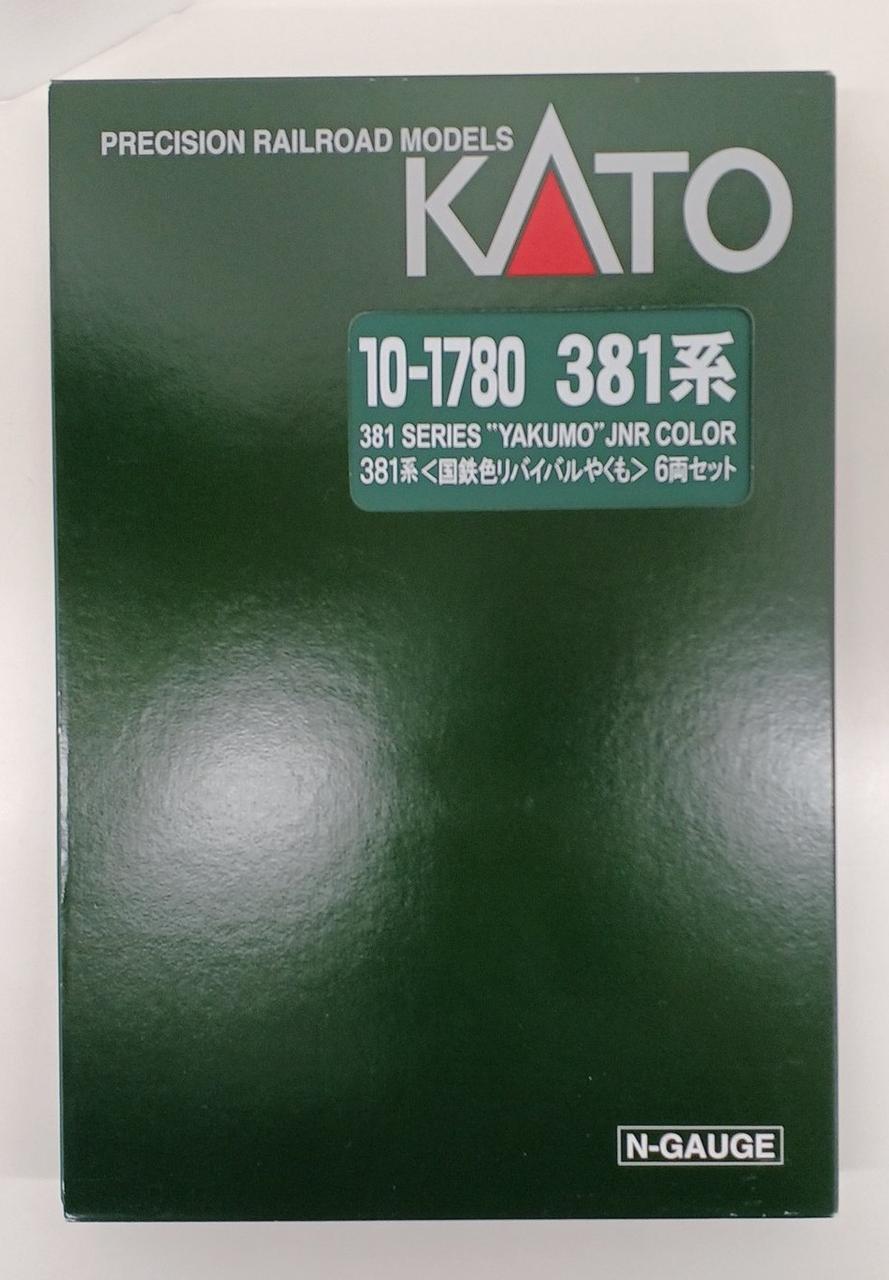 PRECISION RAILROAD MODELS
KATO
10-1780 381系
381 SERIES "YAKUMO" JNR COLOR
381系<国鉄色リバイバルやくも> 6両セット
N-GAUGE